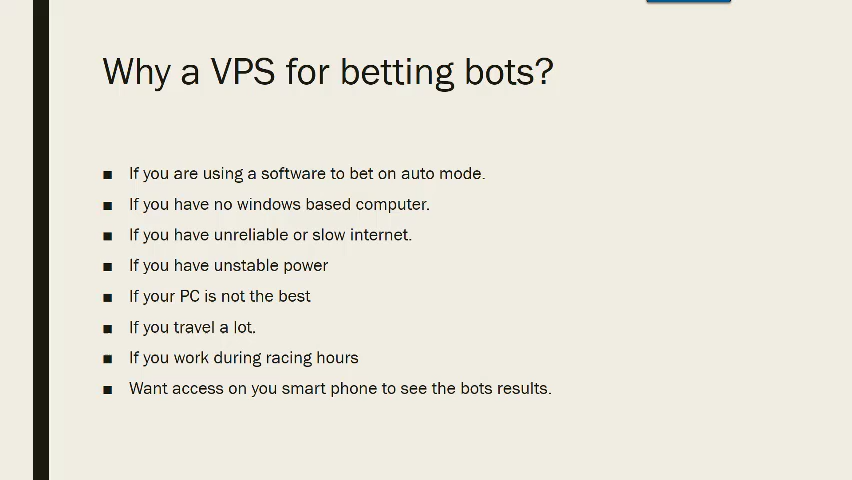 Why a VPS for betting bots?
If you are using a software to bet on auto mode.
If you have no windows based computer.
If you have unreliable or slow internet.
If you have unstable power
If your PC is not the best
If you travel a lot.
If you work during racing hours
Want access on you smart phone to see the bots results.